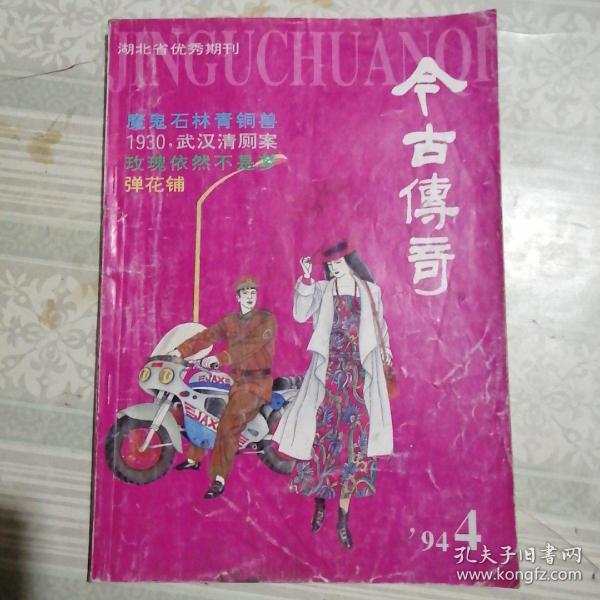 湖北省优秀期刊
JINGUCHUANQI
今古傳奇
魔鬼石林青铜兽
1930,武汉清厕案
玫瑰依然不是梦
弹花铺
JAX
JAX
'94 4
孔夫子旧书网
www.kongfz.com